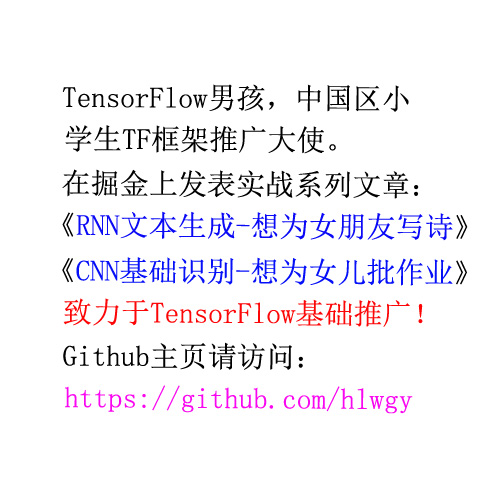 TensorFlow男孩，中国区小
学生TF框架推广大使。
在掘金上发表实战系列文章：
《RNN文本生成-想为女朋友写诗》
《CNN基础识别-想为女儿批作业》
致力于TensorFlow基础推广！
Github主页请访问：
https://github.com/hlwgy